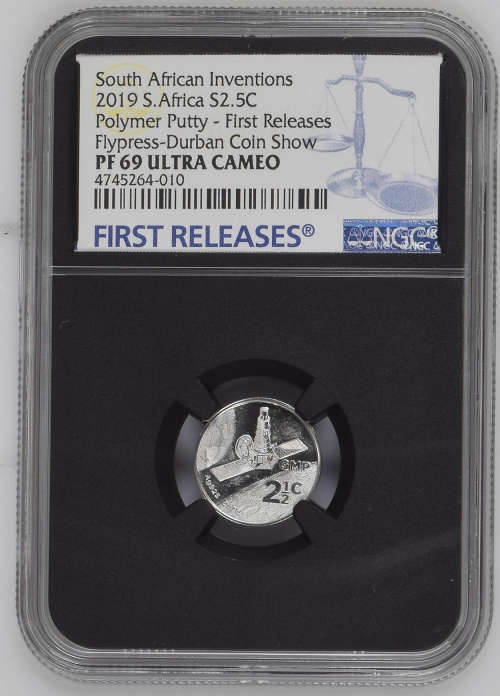 South African Inventions
2019 S.Africa S2.5C
Polymer Putty - First Releases
Flypress-Durban Coin Show
PF 69 ULTRA CAMEO
4745264-010
FIRST RELEASES®
NGC®
CMP
2½C